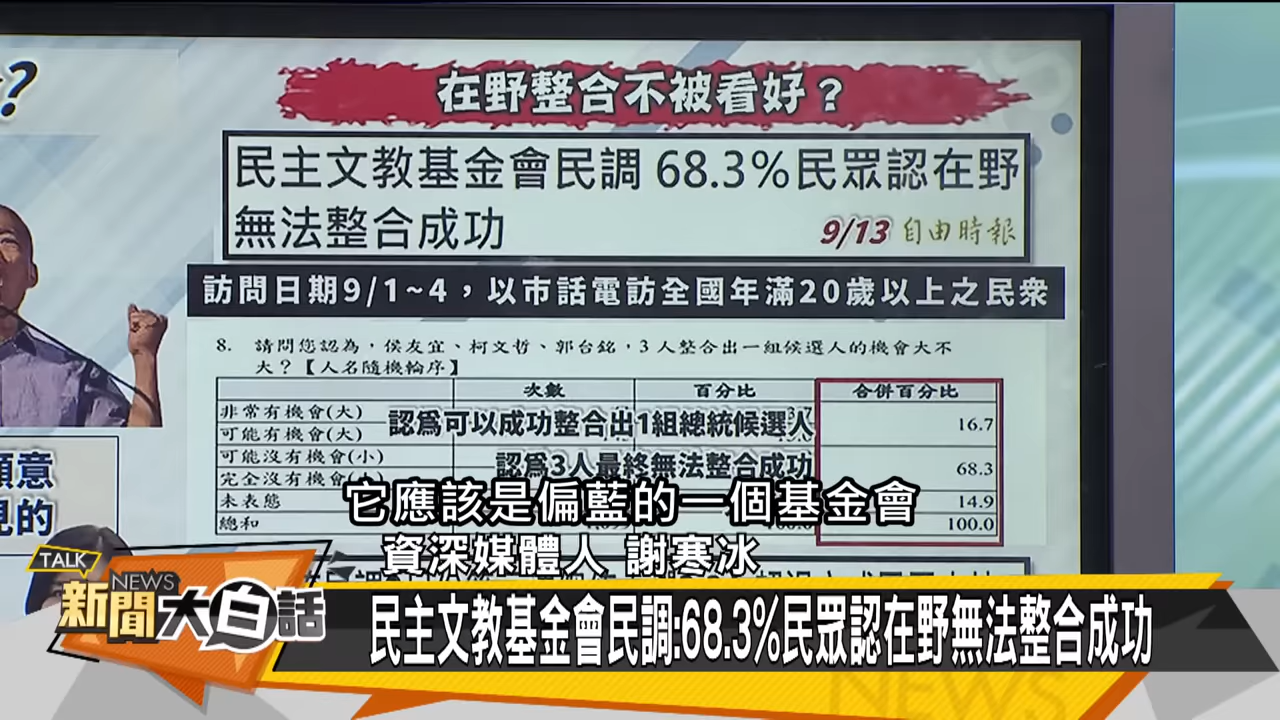 ?
在野整合不被看好？
民主文教基金會民調 68.3%民眾認在野
無法整合成功
9/13 自由時報
訪問日期9/1~4，以市話電訪全國年滿20歲以上之民眾
8. 請問您認為，侯友宜、柯文哲、郭台銘，3人整合出一組候選人的機會大不
大？【人名隨機輪序】
次數 百分比 合併百分比
非常有機會(大)
可能有機會(大)
認為可以成功整合出1組總統候選人 16.7
可能沒有機會(小)
完全沒有機會
認為3人最終無法整合成功 68.3
未表態 14.9
總和 100.0
意
的
它應該是偏藍的一個基金會
資深媒體人 謝寒冰
TALK
NEWS
新聞大白話
民主文教基金會民調:68.3%民眾認在野無法整合成功
NEWS